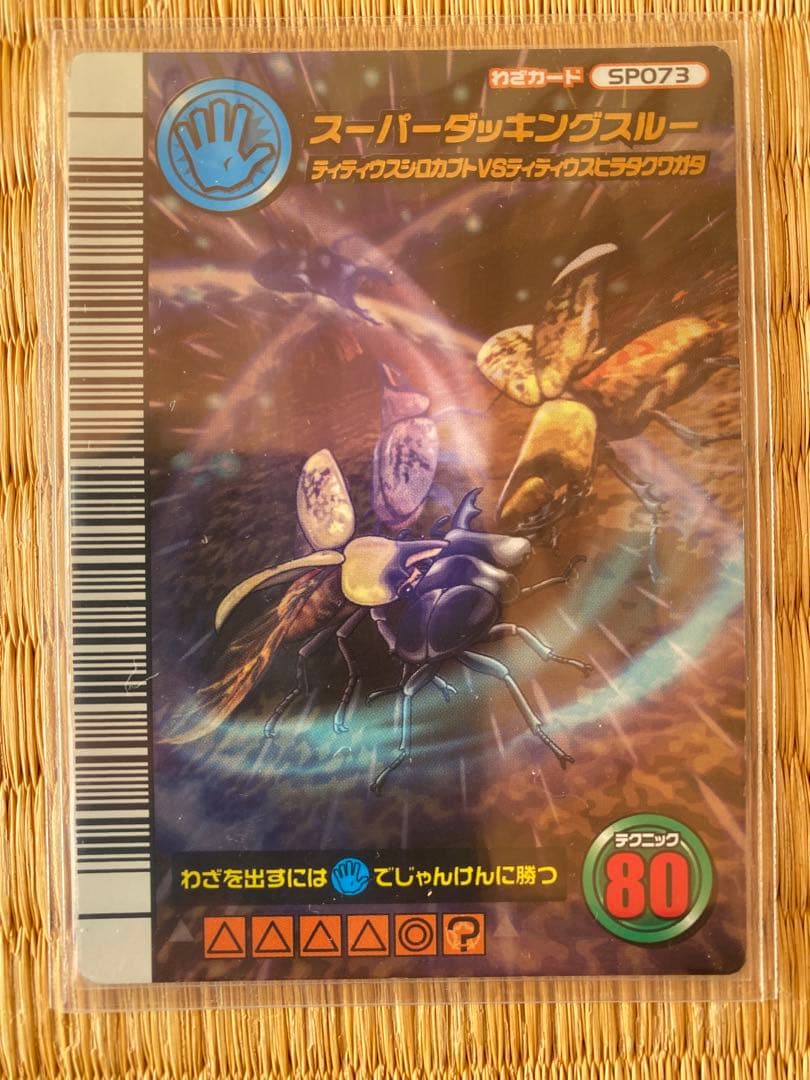 わざカード SP073
スーパーダッキングスルー
ティティウスシロカブトVSティティウスヒラタクワガタ
わざを出すには でじゃんけんに勝つ
テクニック
80
△△△△◎?